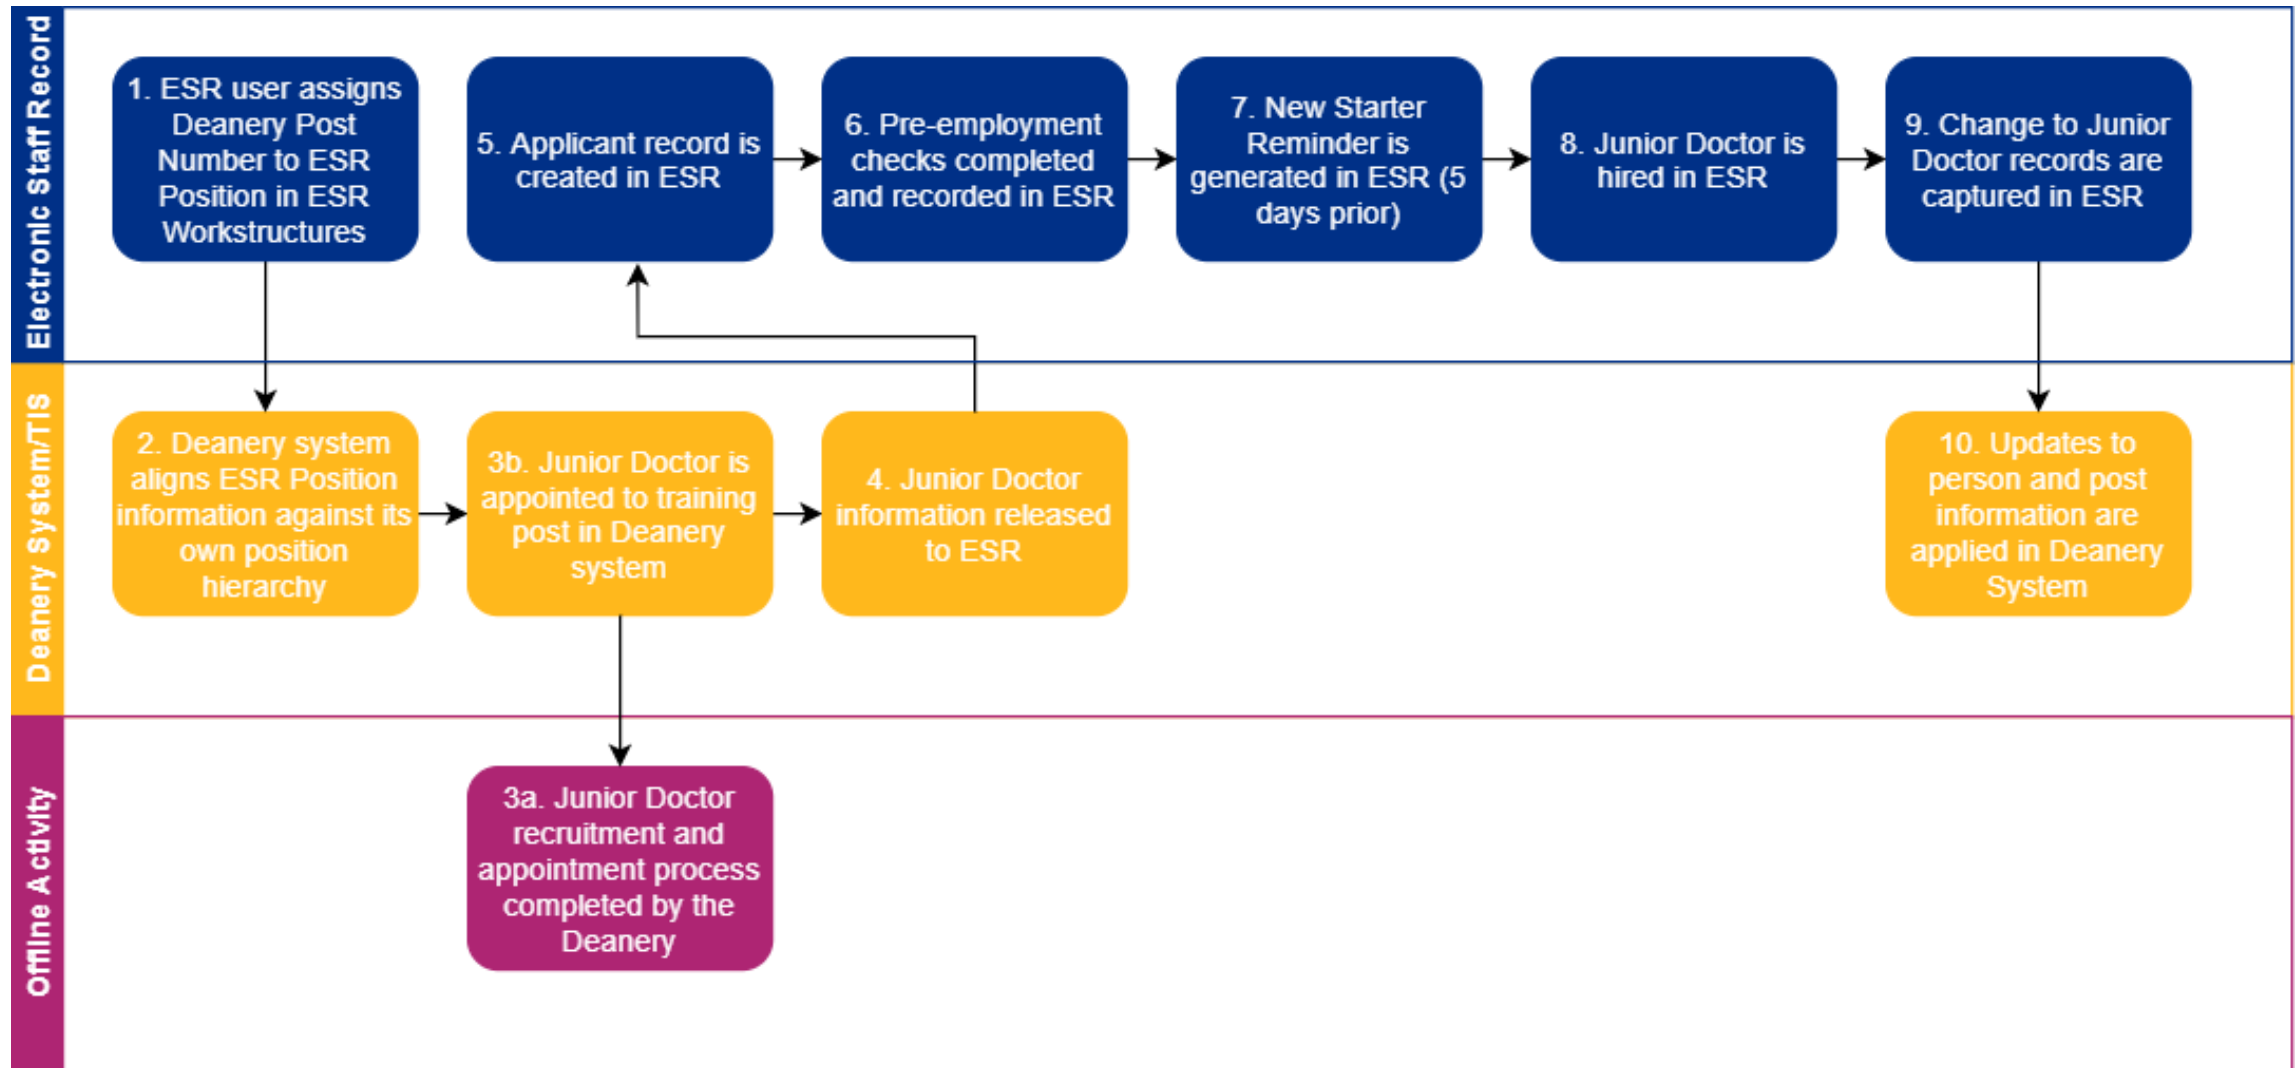 Electronic Staff Record
1. ESR user assigns
Deanery Post
Number to ESR
Position in ESR
Workstructures
5. Applicant record is
created in ESR
6. Pre-employment
checks completed
and recorded in ESR
7. New Starter
Reminder is
generated in ESR (5
days prior)
8. Junior Doctor is
hired in ESR
9. Change to Junior
Doctor records are
captured in ESR
Deanery System/TIS
2. Deanery system
aligns ESR Position
information against its
own position
hierarchy
3b. Junior Doctor is
appointed to training
post in Deanery
system
4. Junior Doctor
information released
to ESR
10. Updates to
person and post
information are
applied in Deanery
System
Offline Activity
3a. Junior Doctor
recruitment and
appointment process
completed by the
Deanery